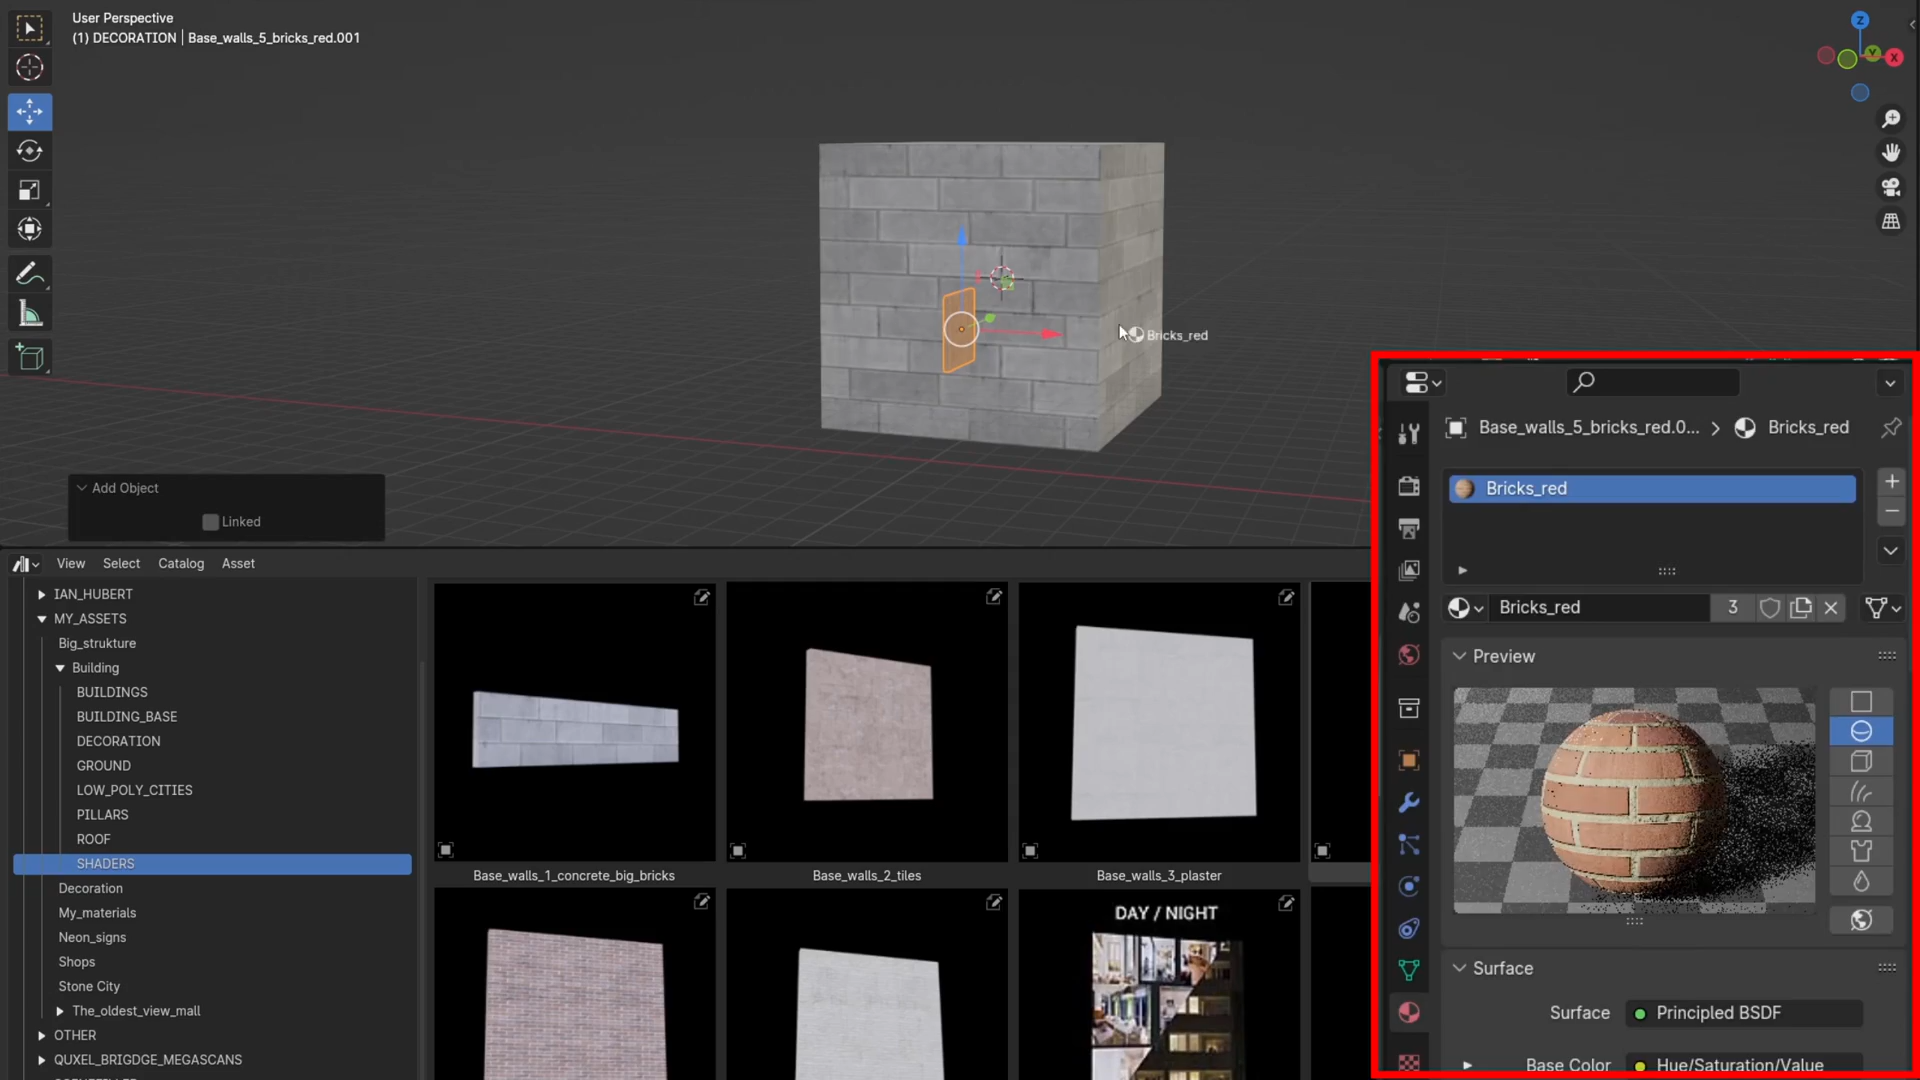 User Perspective
(1) DECORATION | Base_walls_5_bricks_red.001
Z
Y
X
Bricks_red
Add Object
Linked
Base_walls_5_bricks_red.0...
Bricks_red
Bricks_red
Bricks_red
3
Preview
Surface
Surface
Principled BSDF
Base Color
Hue/Saturation/Value
View
Select
Catalog
Asset
IAN_HUBERT
MY_ASSETS
Big_strukture
Building
BUILDINGS
BUILDING_BASE
DECORATION
GROUND
LOW_POLY_CITIES
PILLARS
ROOF
SHADERS
Decoration
My_materials
Neon_signs
Shops
Stone City
The_oldest_view_mall
OTHER
QUXEL_BRIGDGE_MEGASCANS
Base_walls_1_concrete_big_bricks
Base_walls_2_tiles
Base_walls_3_plaster
DAY / NIGHT